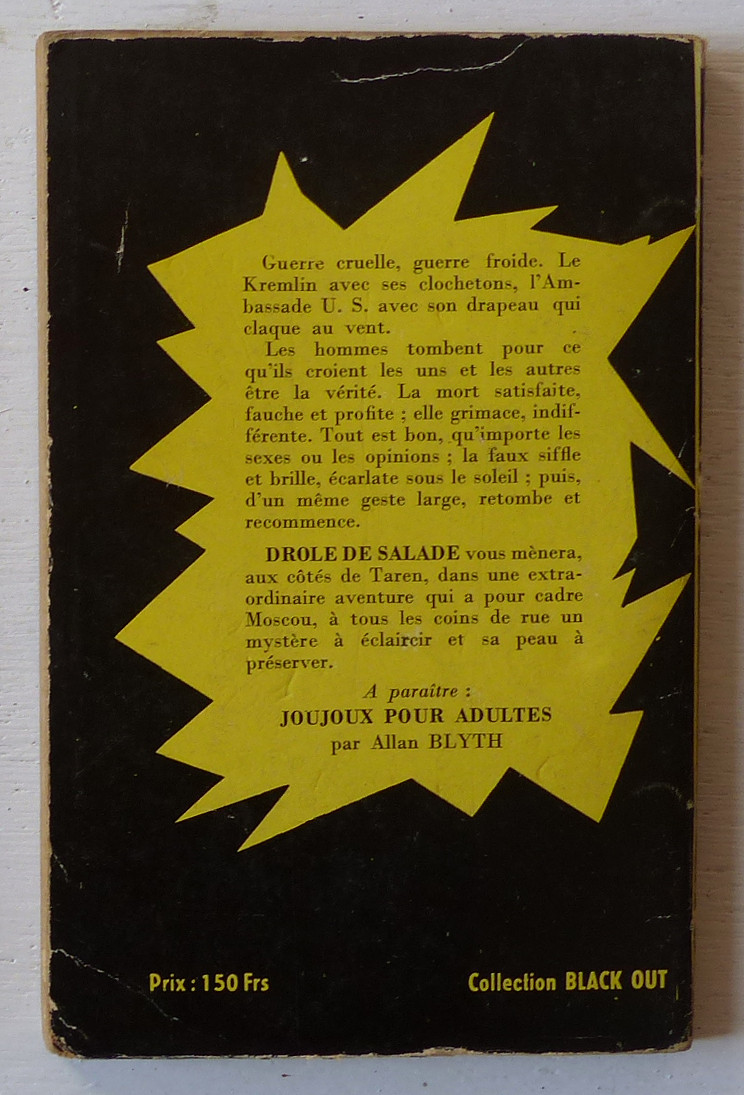 Guerre cruelle, guerre froide. Le
Kremlin avec ses clochetons, l'Am-
bassade U. S. avec son drapeau qui
claque au vent.
Les hommes tombent pour ce
qu'ils croient les uns et les autres
être la vérité. La mort satisfaite,
fauche et profite ; elle grimace, indif-
férente. Tout est bon, qu'importe les
sexes ou les opinions ; la faux siffle
et brille, écarlate sous le soleil ; puis,
d'un même geste large, retombe et
recommence.
DROLE DE SALADE vous mènera,
aux côtés de Taren, dans une extra-
ordinaire aventure qui a pour cadre
Moscou, à tous les coins de rue un
mystère à éclaircir et sa peau à
préserver.
A paraître :
JOUJOUX POUR ADULTES
par Allan BLYTH
Prix : 150 Frs
Collection BLACK OUT